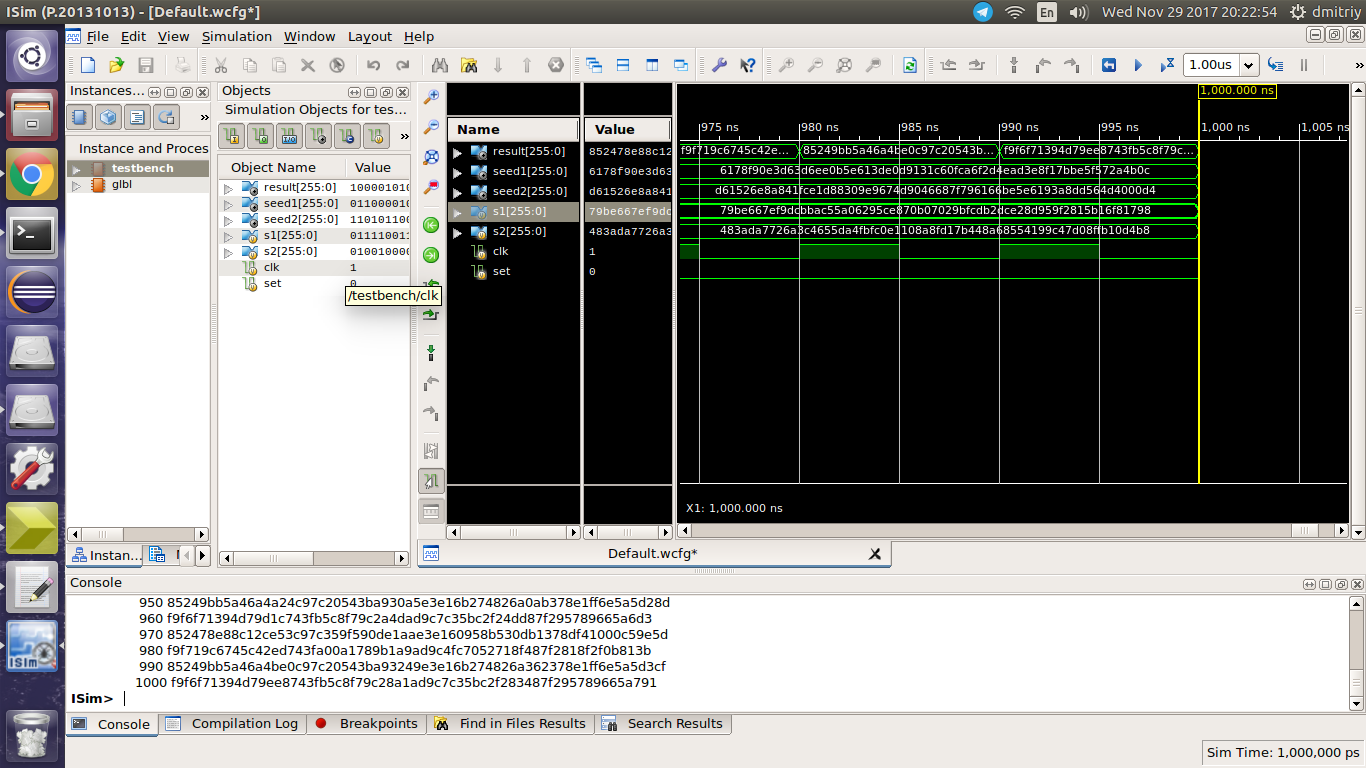 ISim (P.20131013) - [Default.wcfg*]
En
Wed Nov 29 2017 20:22:54
dmitriy
File Edit View Simulation Window Layout Help
1.00us
Instances...
Objects
Simulation Objects for tes...
Instance and Proces
testbench
glbl
Object Name Value
result[255:0] 100001010
seed1[255:0] 011000010
seed2[255:0] 110101100
s1[255:0] 011110011
s2[255:0] 010010000
clk 1
set 0
/testbench/clk
Instan...
Name Value
result[255:0] 852478e88c12
seed1[255:0] 6178f90e3d63
seed2[255:0] d61526e8a841
s1[255:0] 79be667ef9dc
s2[255:0] 483ada7726a3
clk 1
set 0
1,000.000 ns
975 ns 980 ns 985 ns 990 ns 995 ns 1,000 ns 1,005 ns
f9f719c6745c42e... 85249bb5a46a4be0c97c20543b... f9f6f71394d79ee8743fb5c8f79c...
6178f90e3d63d6ee0b5e613de0d9131c60fca6f2d4ead3e8f17bbe5f572a4b0c
d61526e8a841fce1d88309e9674d9046687f796166be5e6193a8dd564d4000d4
79be667ef9dcbbac55a06295ce870b07029bfcdb2dce28d959f2815b16f81798
483ada7726a3c4655da4fbfc0e1108a8fd17b448a68554199c47d08ffb10d4b8
X1: 1,000.000 ns
Default.wcfg*
Console
950 85249bb5a46a4a24c97c20543ba930a5e3e16b274826a0ab378e1ff6e5a5d28d
960 f9f6f71394d79d1c743fb5c8f79c2a4dad9c7c35bc2f24dd87f295789665a6d3
970 852478e88c12ce53c97c359f590de1aae3e160958b530db1378df41000c59e5d
980 f9f719c6745c42ed743fa00a1789b1a9ad9c4fc7052718f487f2818f2f0b813b
990 85249bb5a46a4be0c97c20543ba93249e3e16b274826a362378e1ff6e5a5d3cf
1000 f9f6f71394d79ee8743fb5c8f79c28a1ad9c7c35bc2f283487f295789665a791
ISim>
Console Compilation Log Breakpoints Find in Files Results Search Results
Sim Time: 1,000,000 ps